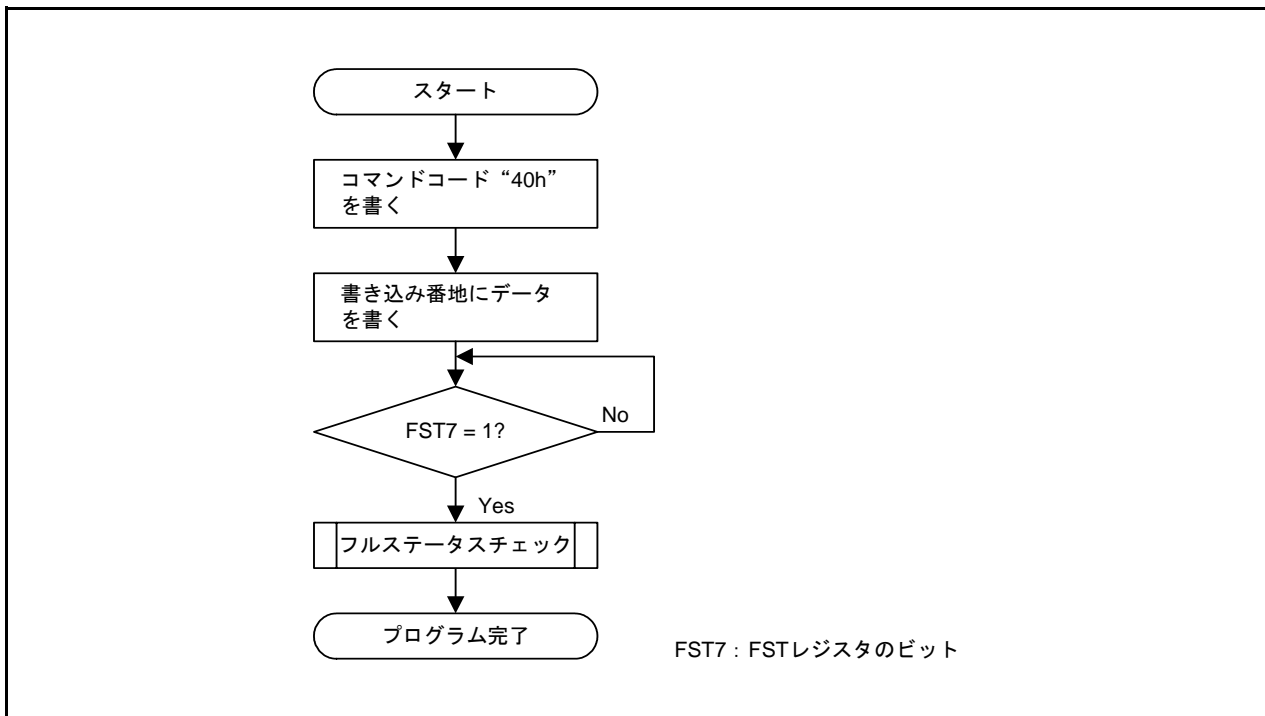 スタート
コマンドコード“40h”
を書く
書き込み番地にデータ
を書く
FST7 = 1?
No
Yes
フルステータスチェック
プログラム完了
FST7：FSTレジスタのビット